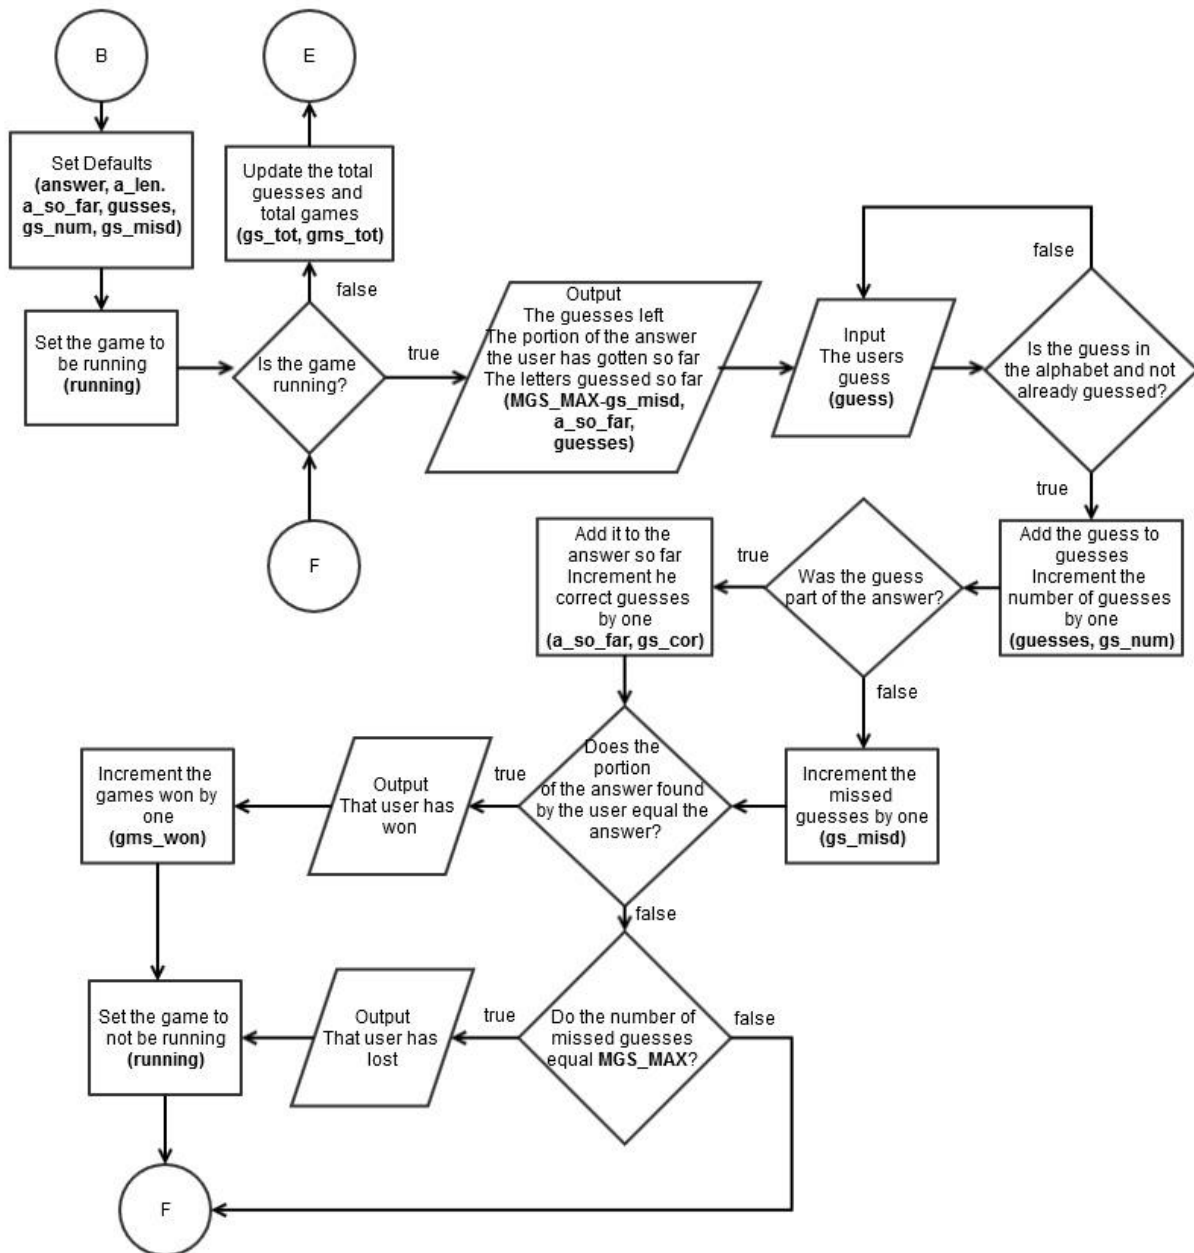 B
E
Set Defaults
(answer, a_len.
a_so_far, gusses,
gs_num, gs_misd)
Update the total
guesses and
total games
(gs_tot, gms_tot)
false
Set the game to
be running
(running)
Is the game
running?
true
Output
The guesses left
The portion of the answer
the user has gotten so far
The letters guessed so far
(MGS_MAX-gs_misd,
a_so_far,
guesses)
Input
The users
guess
(guess)
false
Is the guess in
the alphabet and not
already guessed?
true
F
Add the guess to
guesses
Increment the
number of guesses
by one
(guesses, gs_num)
Was the guess
part of the answer?
true
Add it to the
answer so far
Increment he
correct guesses
by one
(a_so_far, gs_cor)
false
Increment the
missed
guesses by one
(gs_misd)
Does the
portion
of the answer found
by the user equal the
answer?
true
Output
That user has
won
Increment the
games won by
one
(gms_won)
false
Do the number of
missed guesses
equal MGS_MAX?
true
false
Output
That user has
lost
Set the game to
not be running
(running)
F